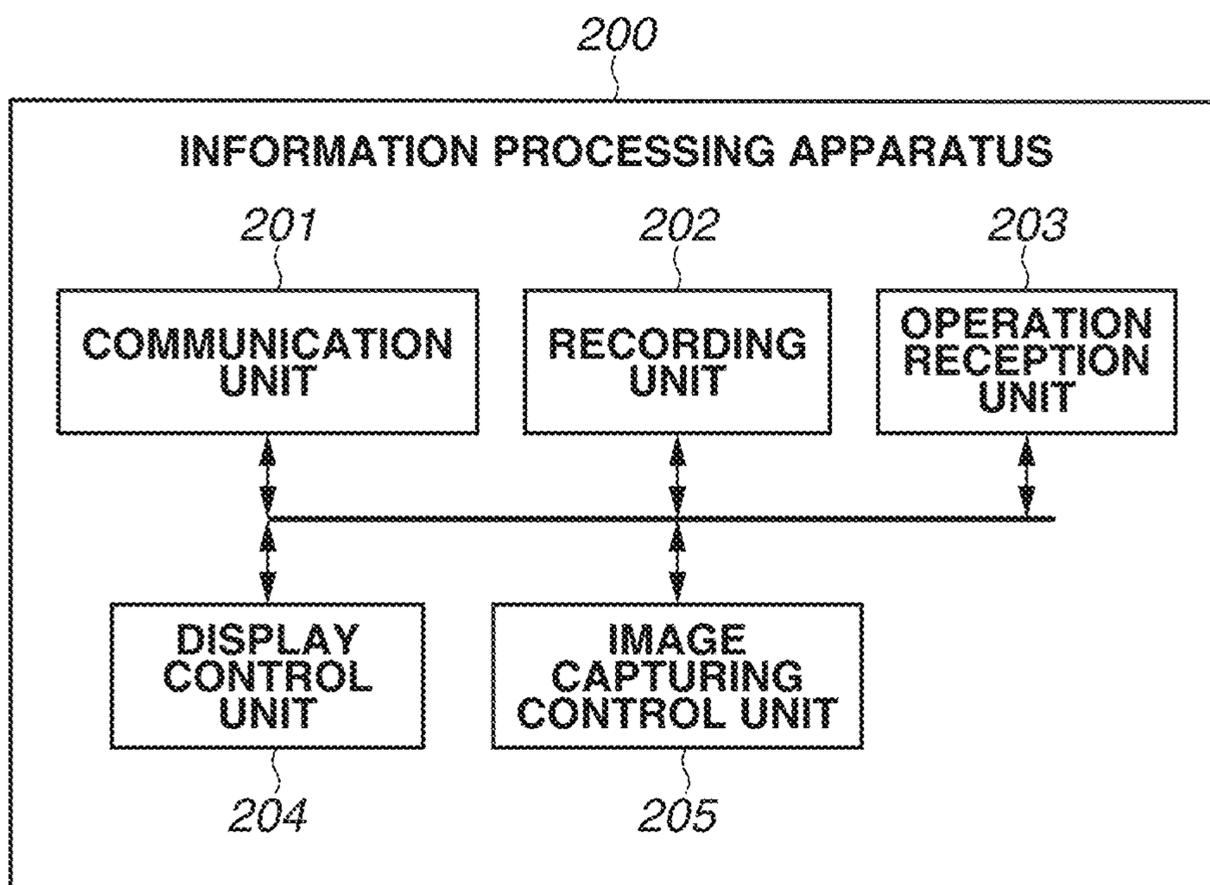 200
INFORMATION PROCESSING APPARATUS
201
202
203
COMMUNICATION
UNIT
RECORDING
UNIT
OPERATION
RECEPTION
UNIT
DISPLAY
CONTROL
UNIT
IMAGE
CAPTURING
CONTROL UNIT
204
205